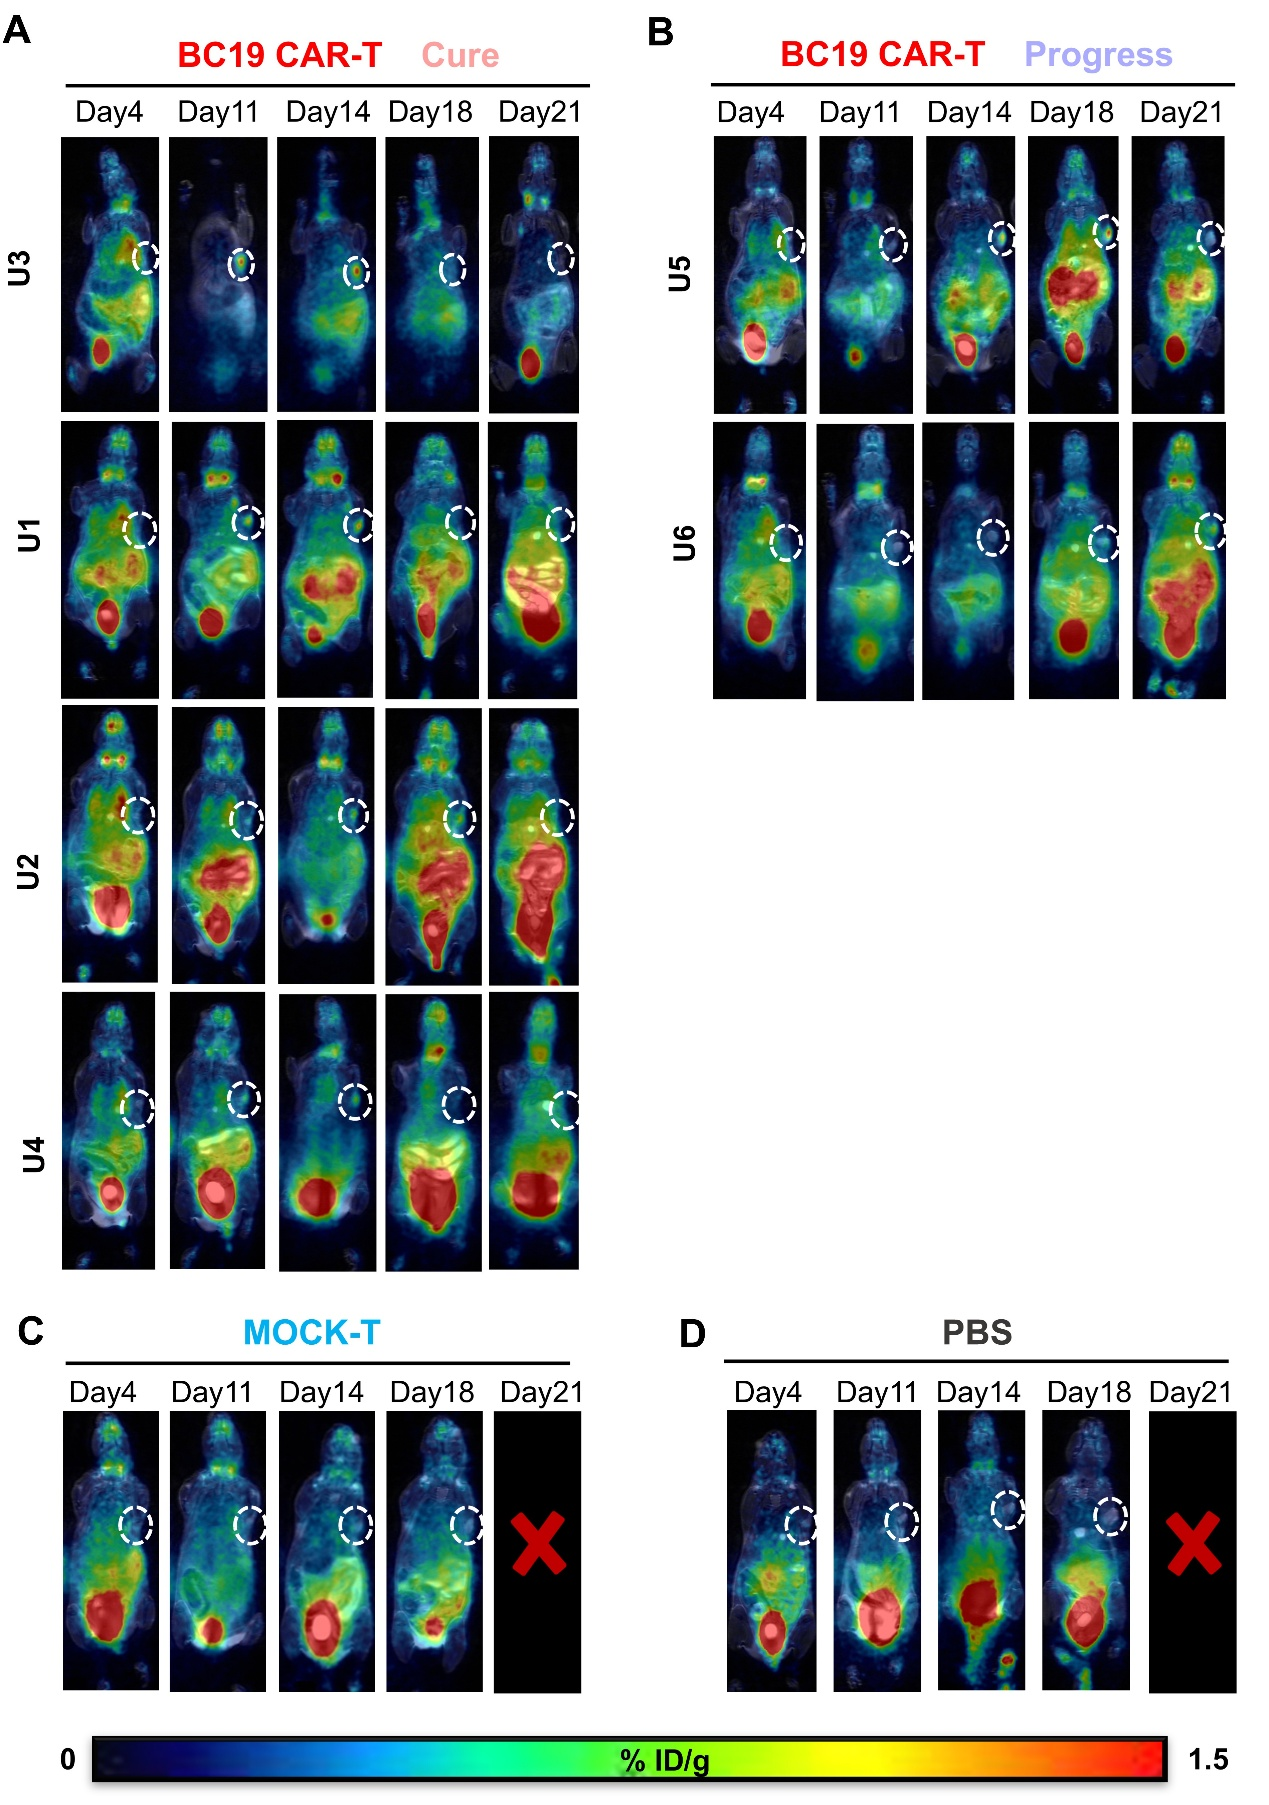 A
BC19 CAR-T Cure
Day4 Day11 Day14 Day18 Day21
U3
U1
U2
U4
B
BC19 CAR-T Progress
Day4 Day11 Day14 Day18 Day21
U5
U6
C
MOCK-T
Day4 Day11 Day14 Day18 Day21
D
PBS
Day4 Day11 Day14 Day18 Day21
0 % ID/g 1.5